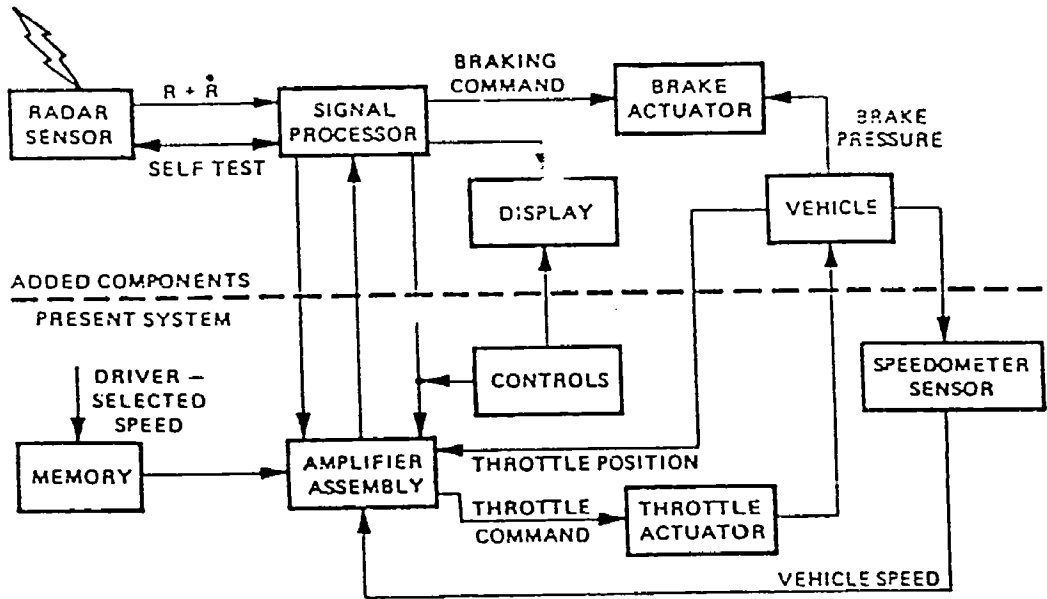 RADAR
SENSOR
R + Ṙ
SELF TEST
SIGNAL
PROCESSOR
BRAKING
COMMAND
BRAKE
ACTUATOR
BRAKE
PRESSURE
DISPLAY
VEHICLE
ADDED COMPONENTS
PRESENT SYSTEM
DRIVER –
SELECTED
SPEED
CONTROLS
SPEEDOMETER
SENSOR
MEMORY
AMPLIFIER
ASSEMBLY
THROTTLE POSITION
THROTTLE
COMMAND
THROTTLE
ACTUATOR
VEHICLE SPEED